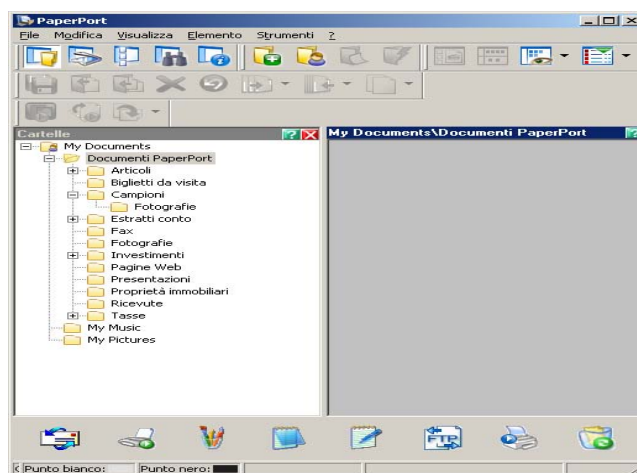 PaperPort
File Modifica Visualizza Elemento Strumenti ?
Cartelle
My Documents\Documenti PaperPort
My Documents
Documenti PaperPort
Articoli
Biglietti da visita
Campioni
Fotografie
Estratti conto
Fax
Fotografie
Investimenti
Pagine Web
Presentazioni
Proprietà immobiliari
Ricevute
Tasse
My Music
My Pictures
FTP
Punto bianco: Punto nero: